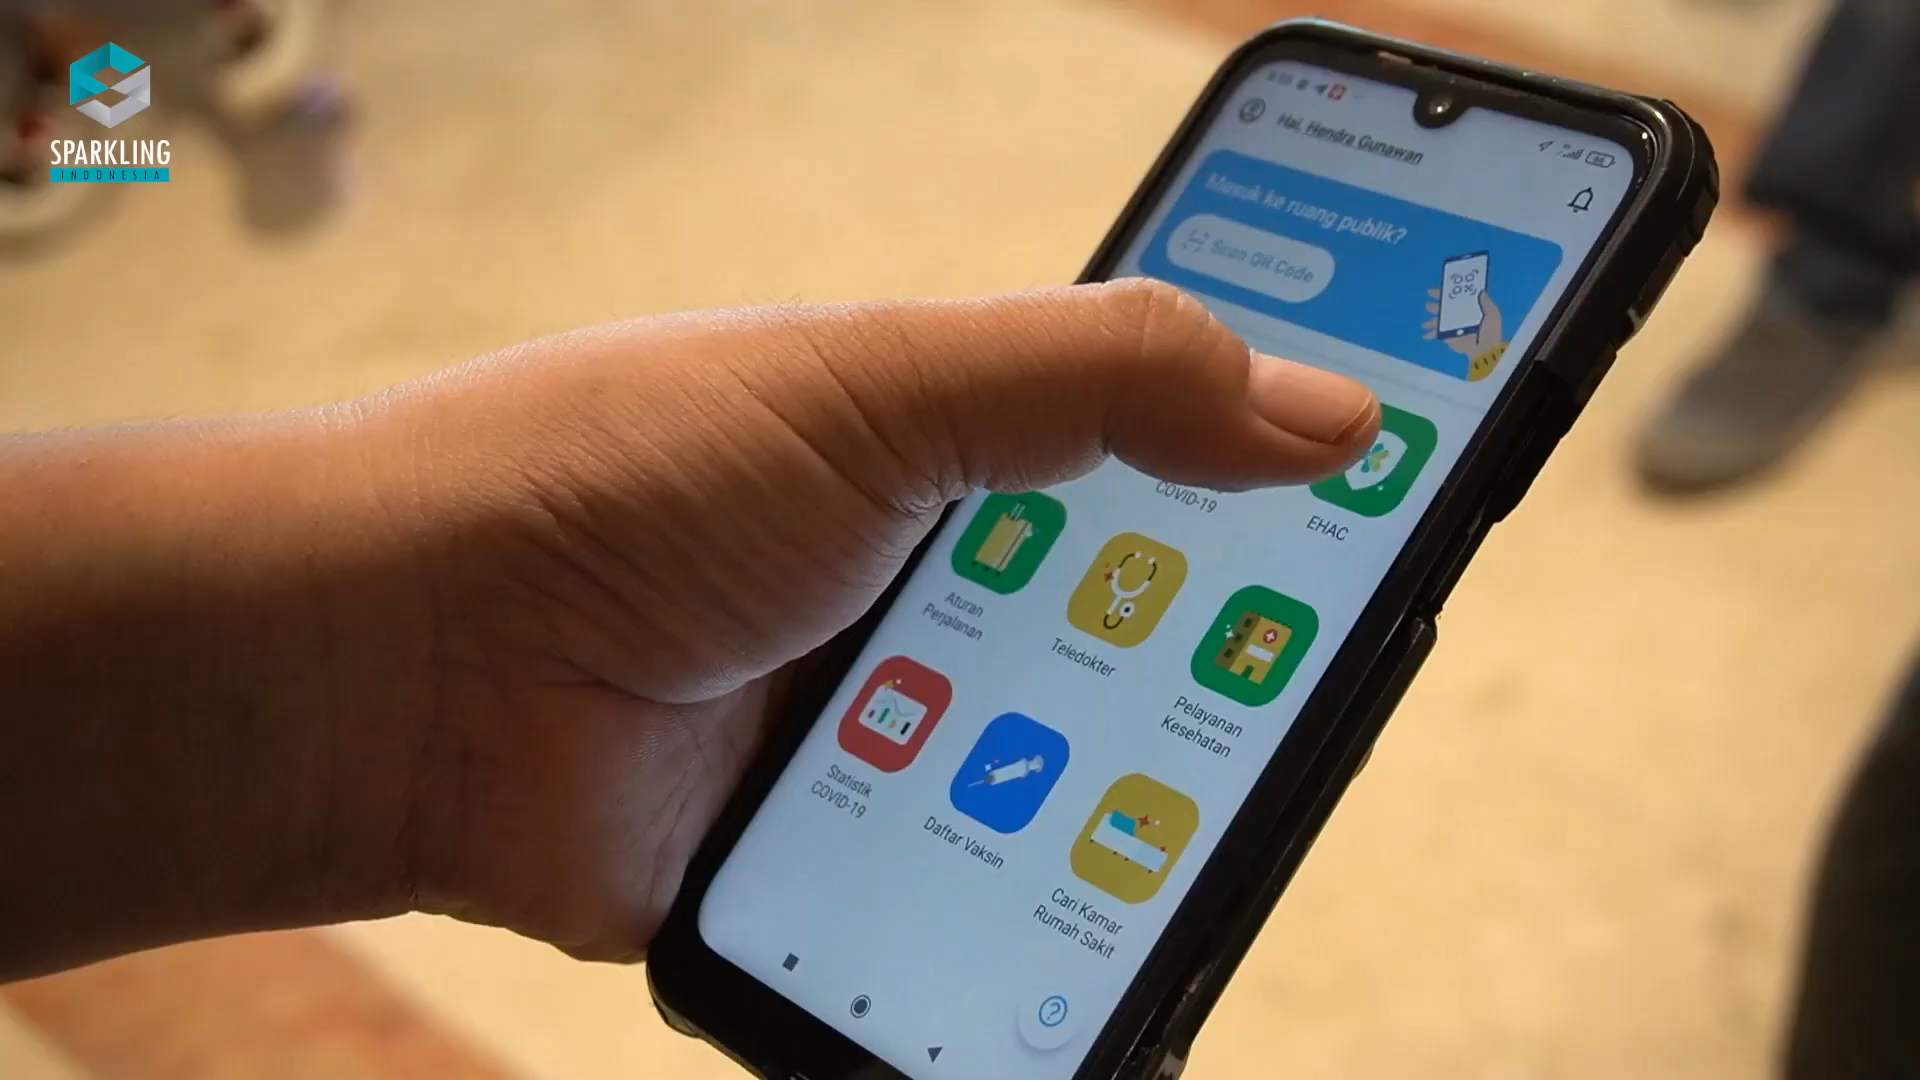 SPARKLING
INDONESIA
Hai, Hendra Gunawan
Masuk ke ruang publik?
Scan QR Code
COVID-19
EHAC
Aturan
Perjalanan
Teledokter
Pelayanan
Kesehatan
Statistik
COVID-19
Daftar Vaksin
Cari Kamar
Rumah Sakit
?